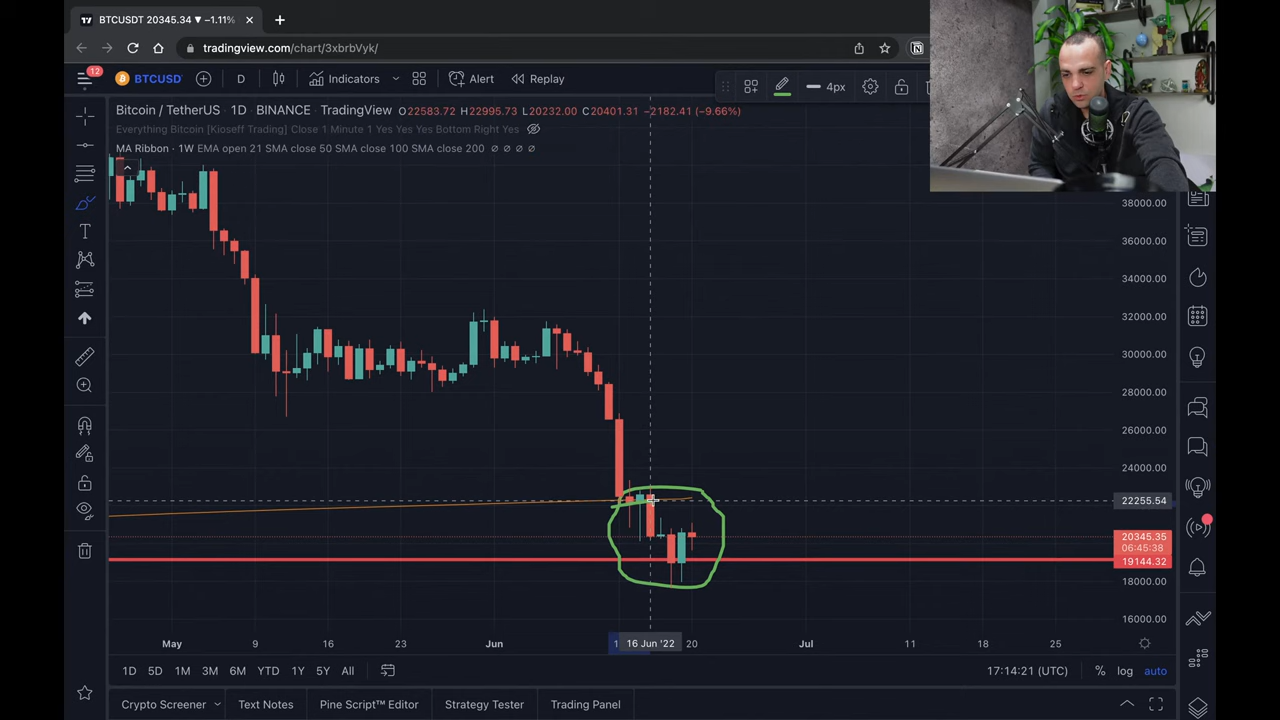 BTCUSDT 20345.34 ▼ −1.11%
tradingview.com/chart/3xbrbVyk/
12
BTCUSD
D
Indicators
Alert
Replay
4px
Bitcoin / TetherUS · 1D · BINANCE · TradingView O22583.72 H22995.73 L20232.00 C20401.31 −2182.41 (−9.66%)
Everything Bitcoin [Kioseff Trading] Close 1 Minute 1 Yes Yes Yes Bottom Right Yes
MA Ribbon · 1W EMA open 21 SMA close 50 SMA close 100 SMA close 200 ø ø ø ø
38000.00
36000.00
34000.00
32000.00
30000.00
28000.00
26000.00
24000.00
22255.54
20345.35
06:45:38
19144.32
18000.00
16000.00
May 9 16 23 Jun 16 Jun '22 20 Jul 11 18 25
1D 5D 1M 3M 6M YTD 1Y 5Y All
17:14:21 (UTC) % log auto
Crypto Screener Text Notes Pine Script™ Editor Strategy Tester Trading Panel